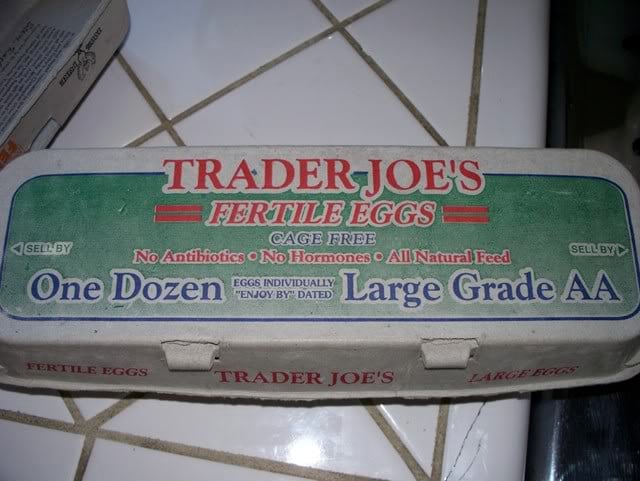 TRADER JOE'S
FERTILE EGGS
CAGE FREE
SELL BY
SELL BY
No Antibiotics • No Hormones • All Natural Feed
One Dozen
EGGS INDIVIDUALLY
"ENJOY BY" DATED
Large Grade AA
FERTILE EGGS
TRADER JOE'S
LARGE EGGS